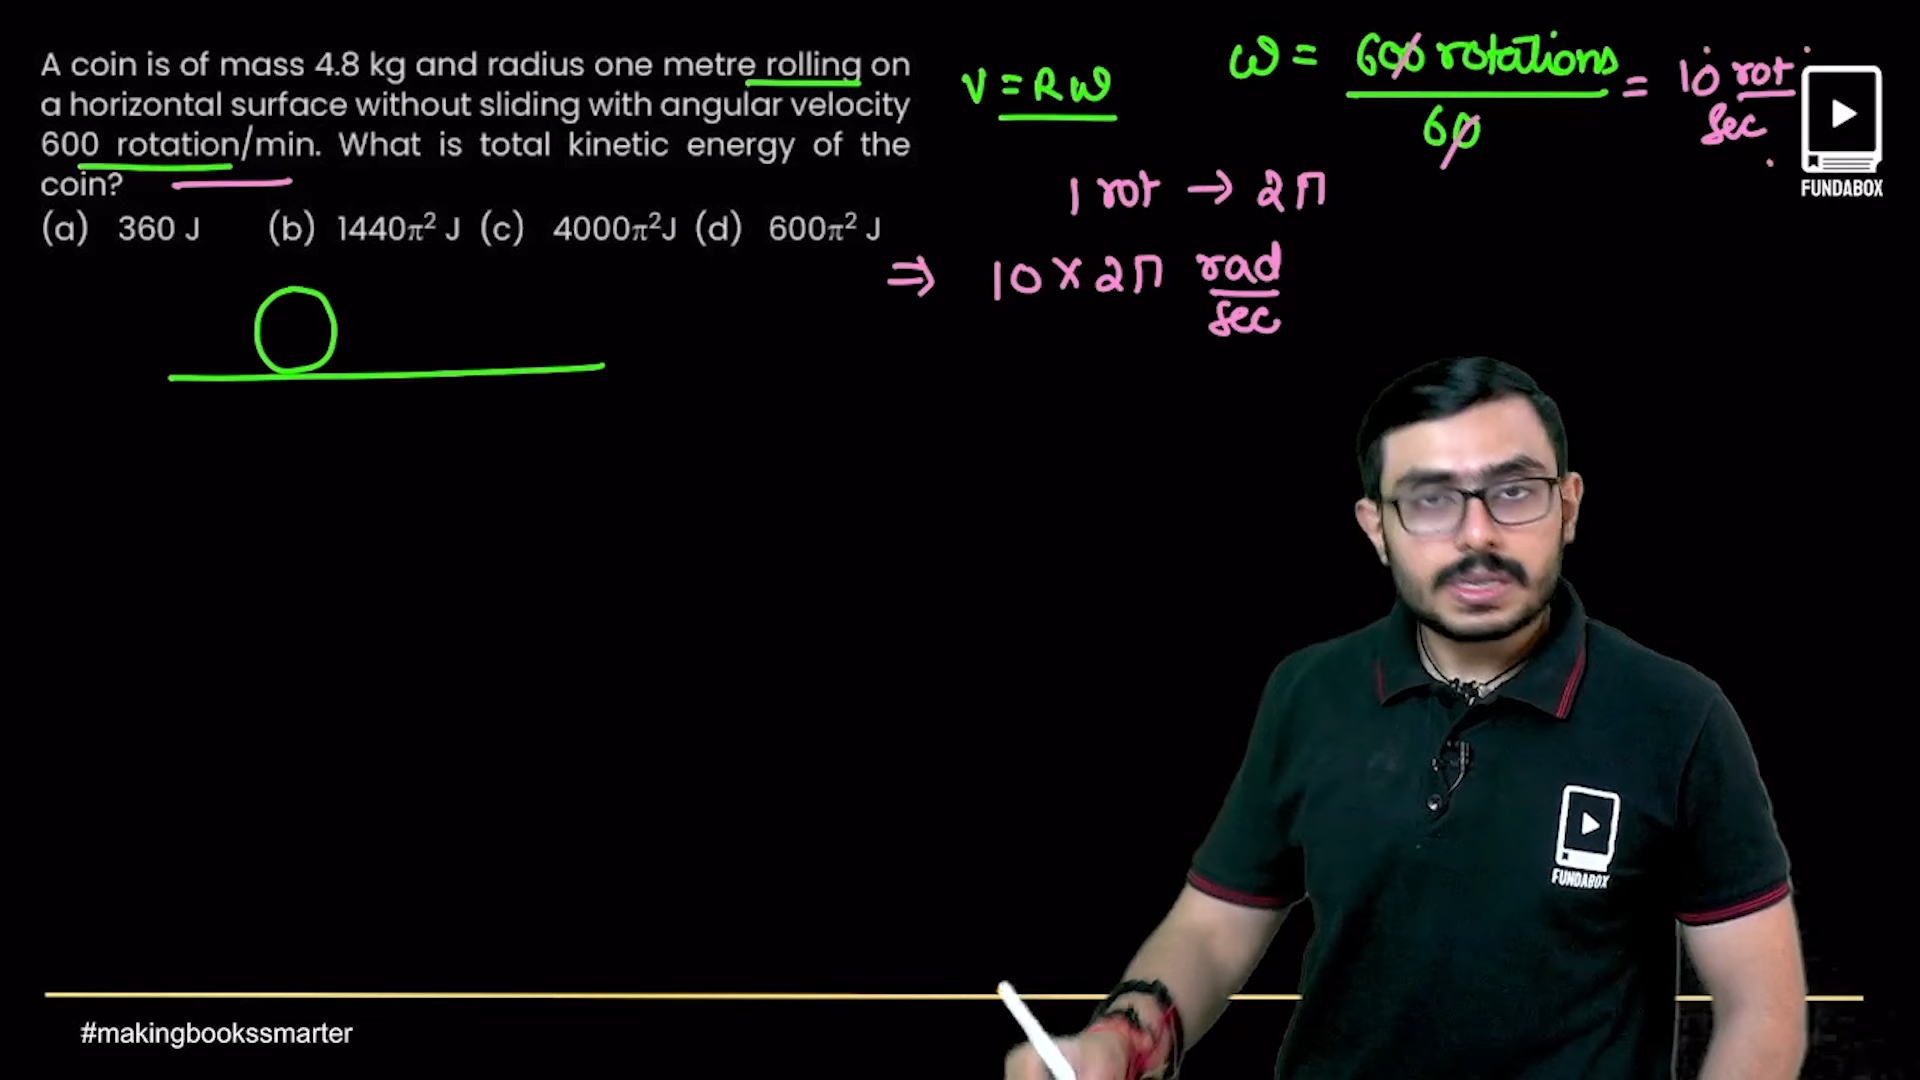 A coin is of mass 4.8 kg and radius one metre rolling on
a horizontal surface without sliding with angular velocity
600 rotation/min. What is total kinetic energy of the
coin?
(a) 360 J (b) 1440π² J (c) 4000π²J (d) 600π² J
V = Rω
ω = 600 rotations / 60 = 10 rot/sec
1 rot → 2π
⇒ 10 × 2π rad/sec
FUNDABOX
FUNDABOX
#makingbookssmarter